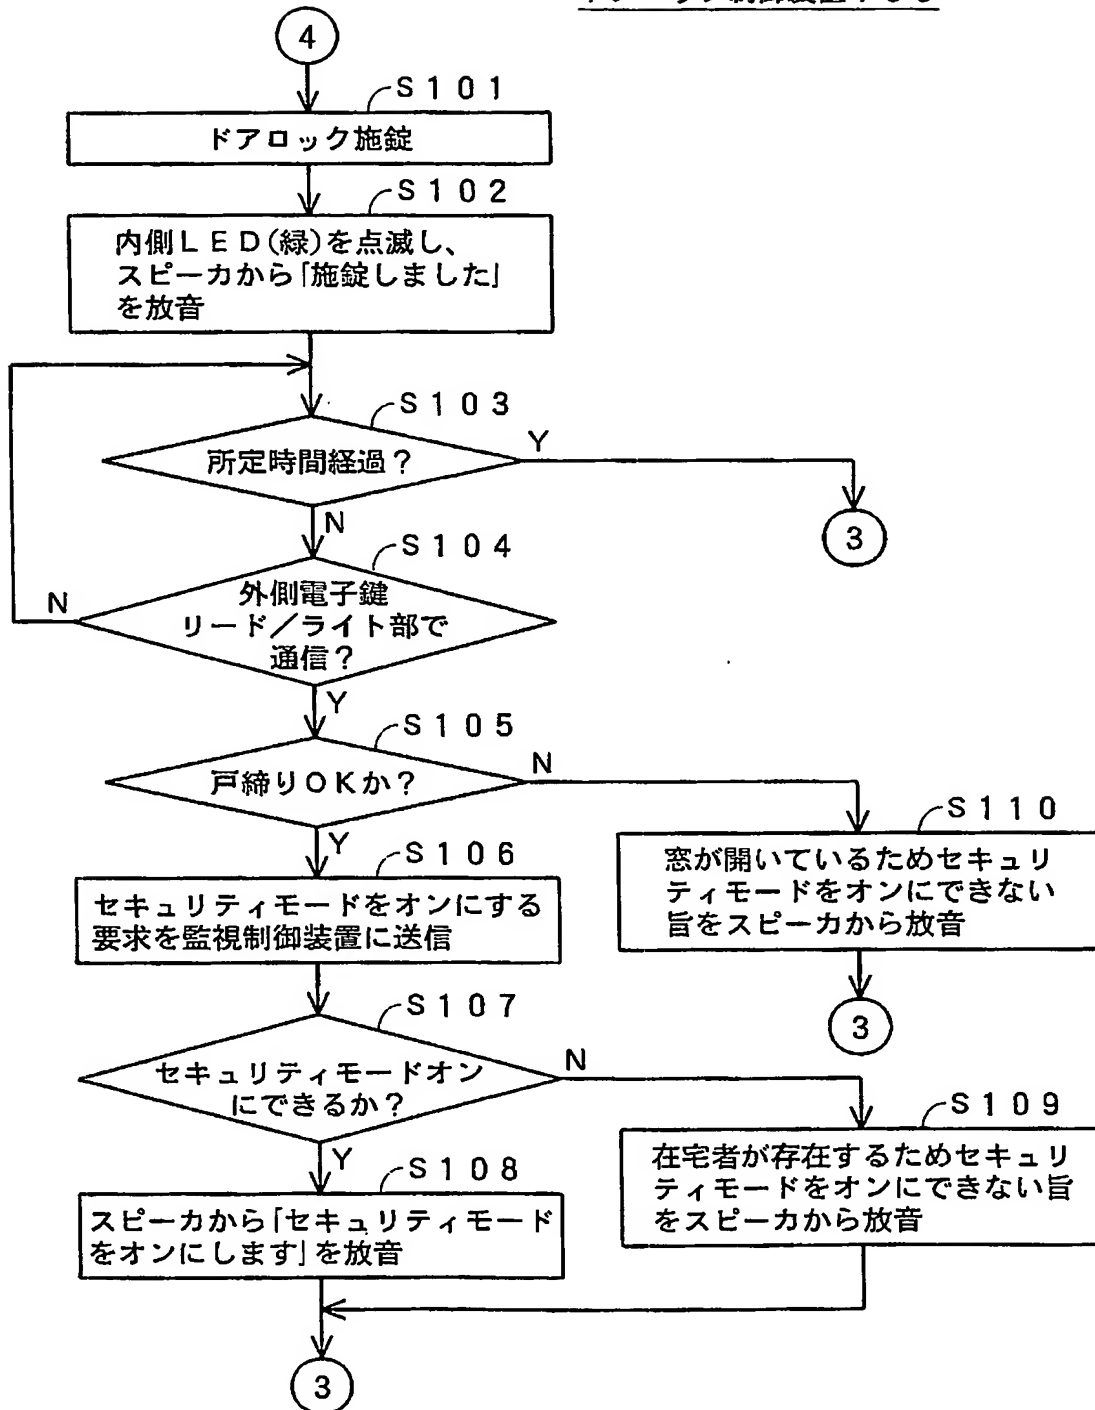 4
S101
ドアロック施錠
S102
内側LED(緑)を点滅し、
スピーカから「施錠しました」
を放音
S103
所定時間経過?
Y
3
N
S104
外側電子鍵
リード/ライト部で
通信?
N
Y
S105
戸締りOKか?
N
S110
窓が開いているためセキュリ
ティモードをオンにできない
旨をスピーカから放音
3
Y
S106
セキュリティモードをオンにする
要求を監視制御装置に送信
S107
セキュリティモードオン
にできるか?
N
S109
在宅者が存在するためセキュリ
ティモードをオンにできない旨
をスピーカから放音
Y
S108
スピーカから「セキュリティモード
をオンにします」を放音
3